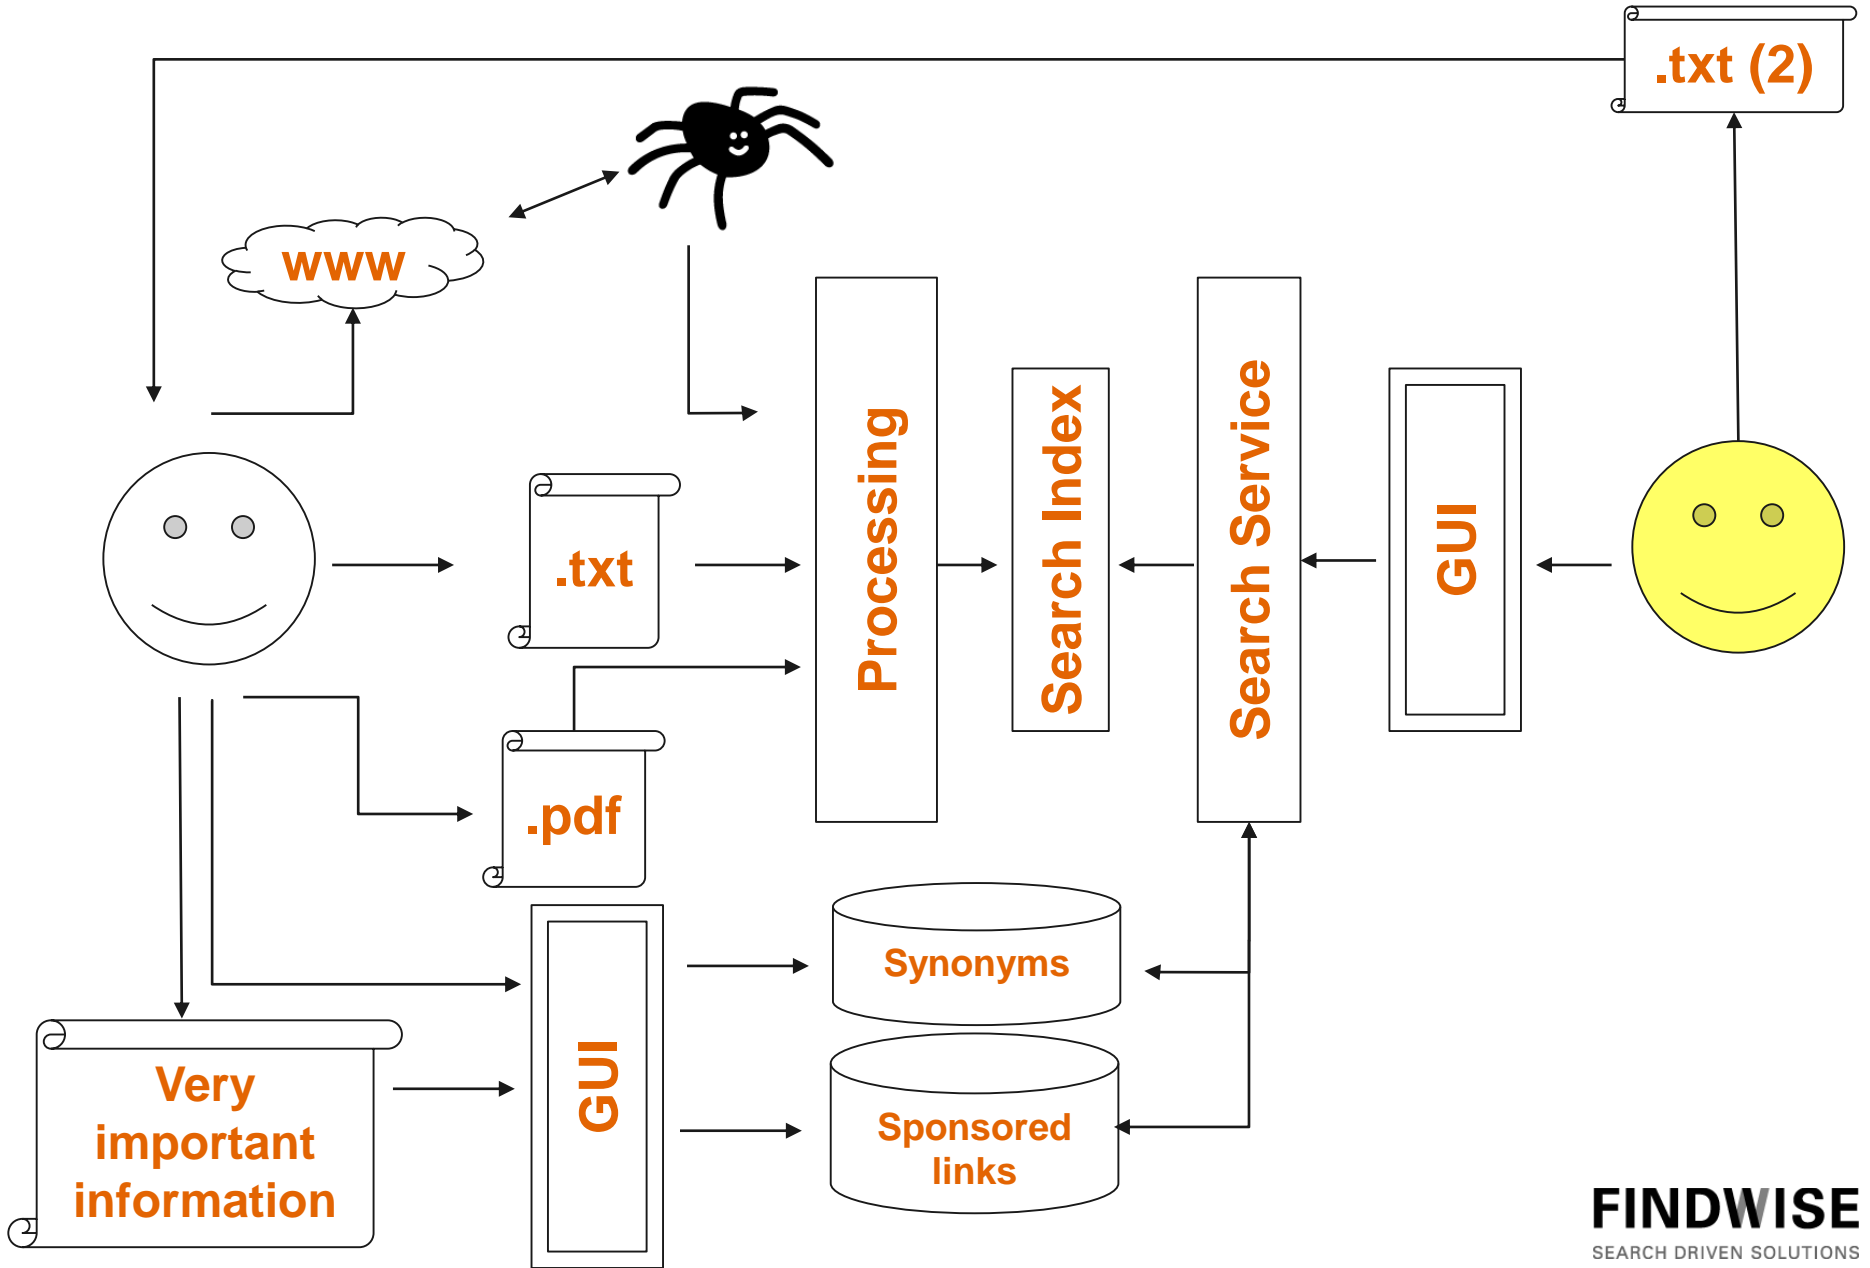 .txt (2)
www
Processing
Search Index
Search Service
GUI
.txt
.pdf
Synonyms
GUI
Very
important
information
Sponsored
links
FINDWISE
SEARCH DRIVEN SOLUTIONS